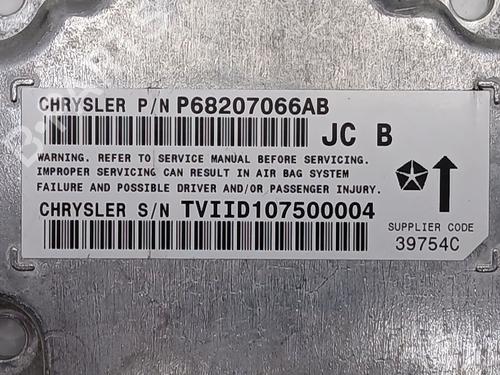 CHRYSLER P/N P68207066AB
JC B
WARNING. REFER TO SERVICE MANUAL BEFORE SERVICING.
IMPROPER SERVICING CAN RESULT IN AIR BAG SYSTEM
FAILURE AND POSSIBLE DRIVER AND/OR PASSENGER INJURY.
CHRYSLER S/N TVIID107500004
SUPPLIER CODE
39754C